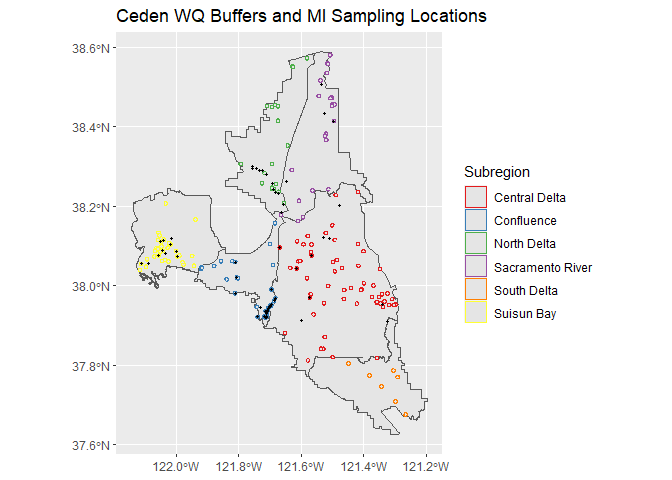 Ceden WQ Buffers and MI Sampling Locations
38.6°N
38.4°N
38.2°N
38.0°N
37.8°N
37.6°N
122.0°W 121.8°W 121.6°W 121.4°W 121.2°W
Subregion
Central Delta
Confluence
North Delta
Sacramento River
South Delta
Suisun Bay